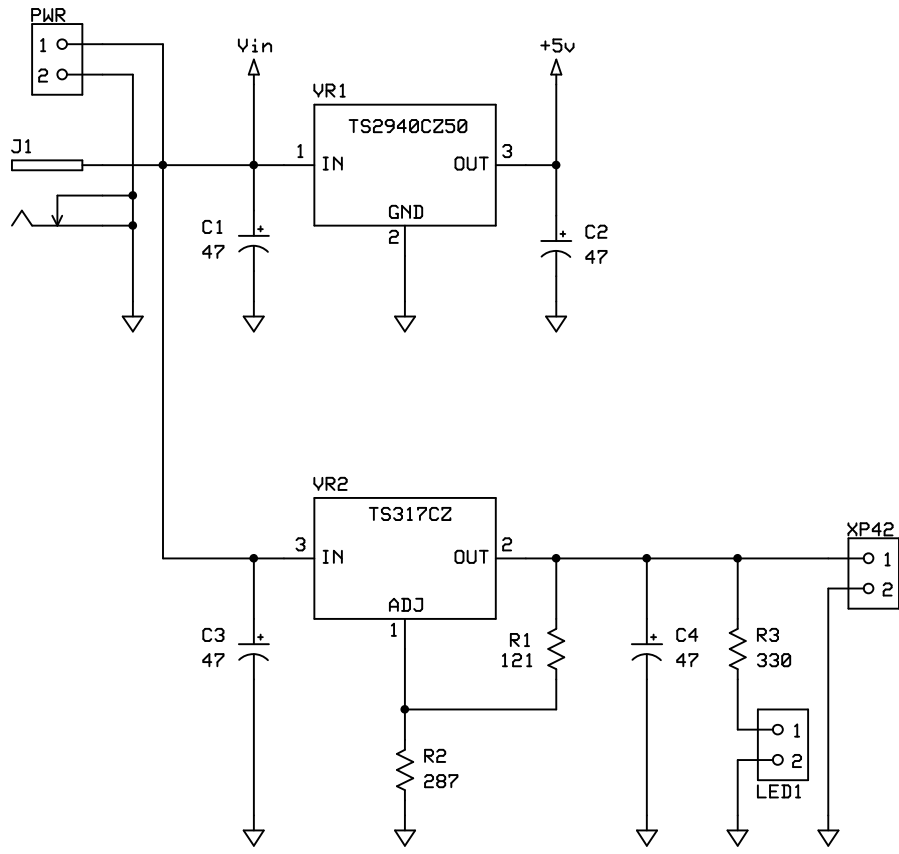 PWR
1
2
Vin
+5v
VR1
TS2940CZ50
J1
1 IN
OUT 3
GND
2
C1
47
+
C2
47
+
VR2
TS317CZ
3 IN
OUT 2
ADJ
1
XP42
1
2
C3
47
+
R1
121
C4
47
+
R3
330
R2
287
1
2
LED1